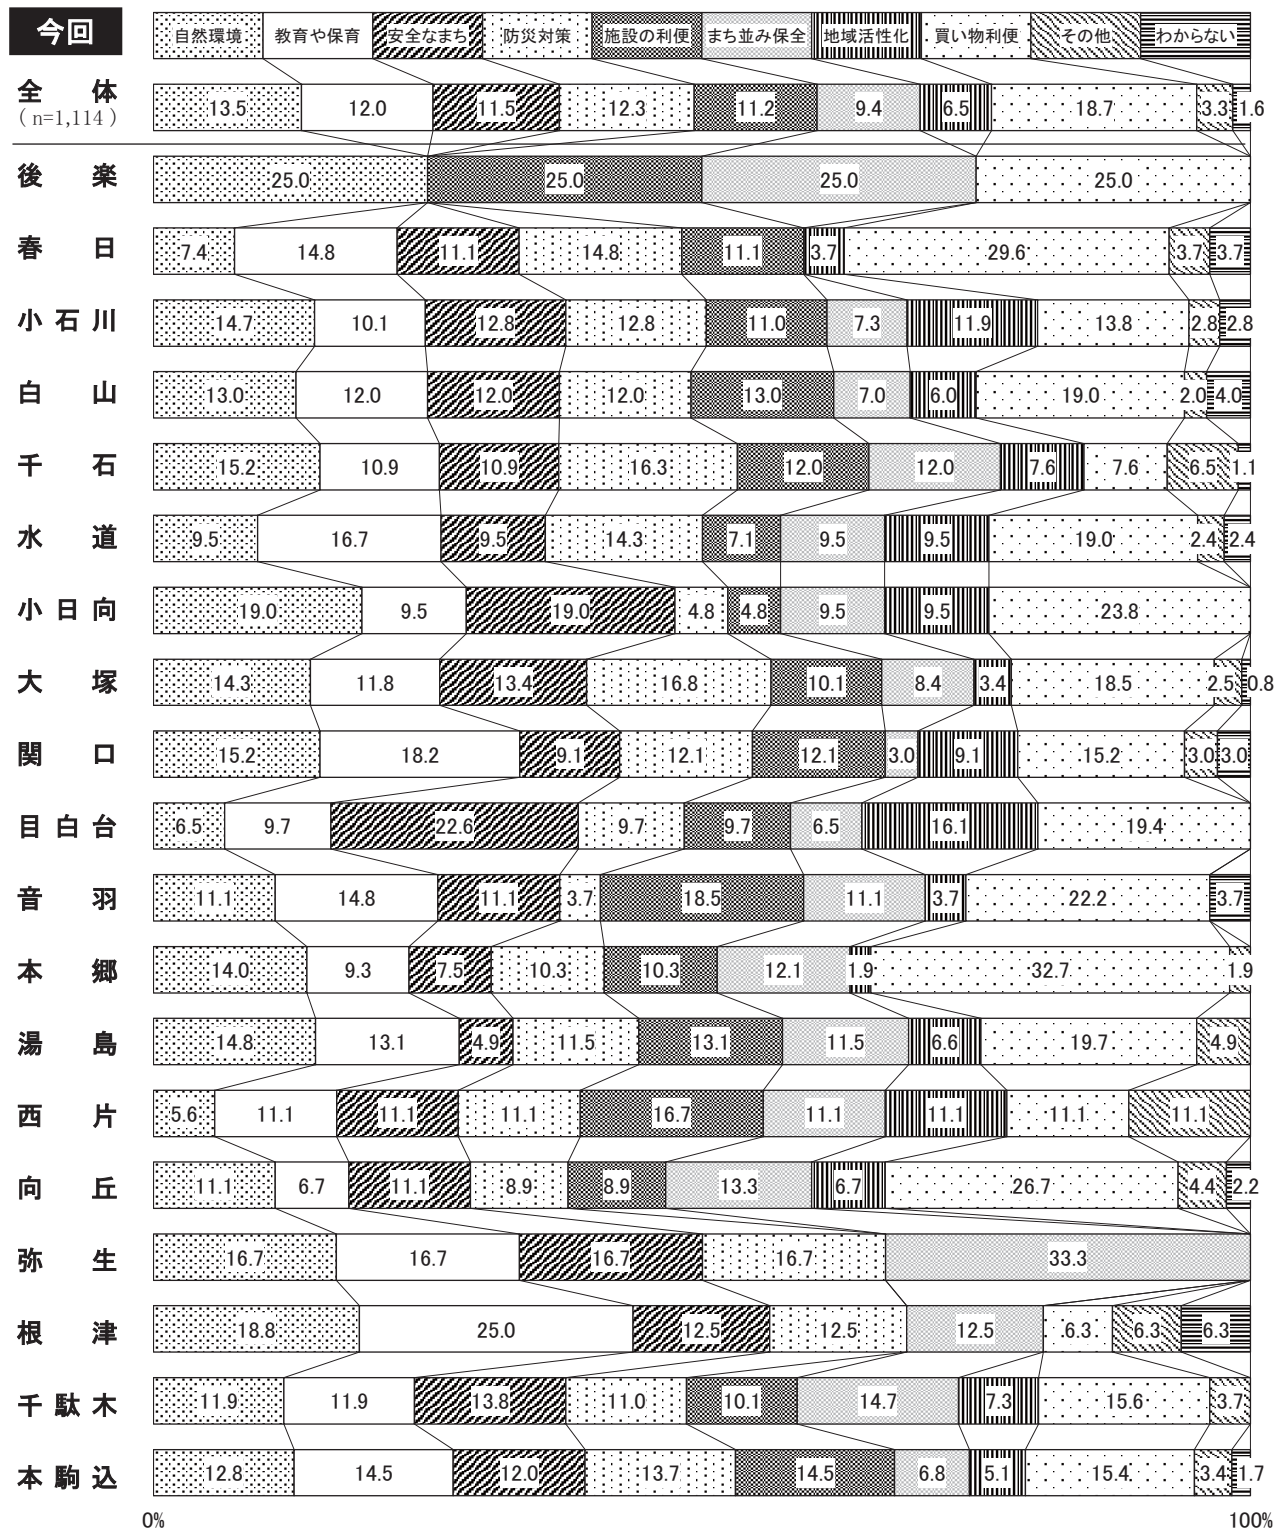 今回
自然環境 教育や保育 安全なまち 防災対策 施設の利便 まち並み保全 地域活性化 買い物利便 その他 わからない
全体 13.5 12.0 11.5 12.3 11.2 9.4 6.5 18.7 3.3 1.6
(n=1,114)
後楽 25.0 25.0 25.0 25.0
春日 7.4 14.8 11.1 14.8 11.1 3.7 29.6 3.7 3.7
小石川 14.7 10.1 12.8 12.8 11.0 7.3 11.9 13.8 2.8 2.8
白山 13.0 12.0 12.0 12.0 13.0 7.0 6.0 19.0 2.0 4.0
千石 15.2 10.9 10.9 16.3 12.0 12.0 7.6 7.6 6.5 1.1
水道 9.5 16.7 9.5 14.3 7.1 9.5 9.5 19.0 2.4 2.4
小日向 19.0 9.5 19.0 4.8 4.8 9.5 9.5 23.8
大塚 14.3 11.8 13.4 16.8 10.1 8.4 3.4 18.5 2.5 0.8
関口 15.2 18.2 9.1 12.1 12.1 3.0 9.1 15.2 3.0 3.0
目白台 6.5 9.7 22.6 9.7 9.7 6.5 16.1 19.4
音羽 11.1 14.8 11.1 3.7 18.5 11.1 3.7 22.2 3.7
本郷 14.0 9.3 7.5 10.3 10.3 12.1 1.9 32.7 1.9
湯島 14.8 13.1 4.9 11.5 13.1 11.5 6.6 19.7 4.9
西片 5.6 11.1 11.1 11.1 16.7 11.1 11.1 11.1 11.1
向丘 11.1 6.7 11.1 8.9 8.9 13.3 6.7 26.7 4.4 2.2
弥生 16.7 16.7 16.7 16.7 33.3
根津 18.8 25.0 12.5 12.5 12.5 6.3 6.3 6.3
千駄木 11.9 11.9 13.8 11.0 10.1 14.7 7.3 15.6 3.7
本駒込 12.8 14.5 12.0 13.7 14.5 6.8 5.1 15.4 3.4 1.7
0% 100%